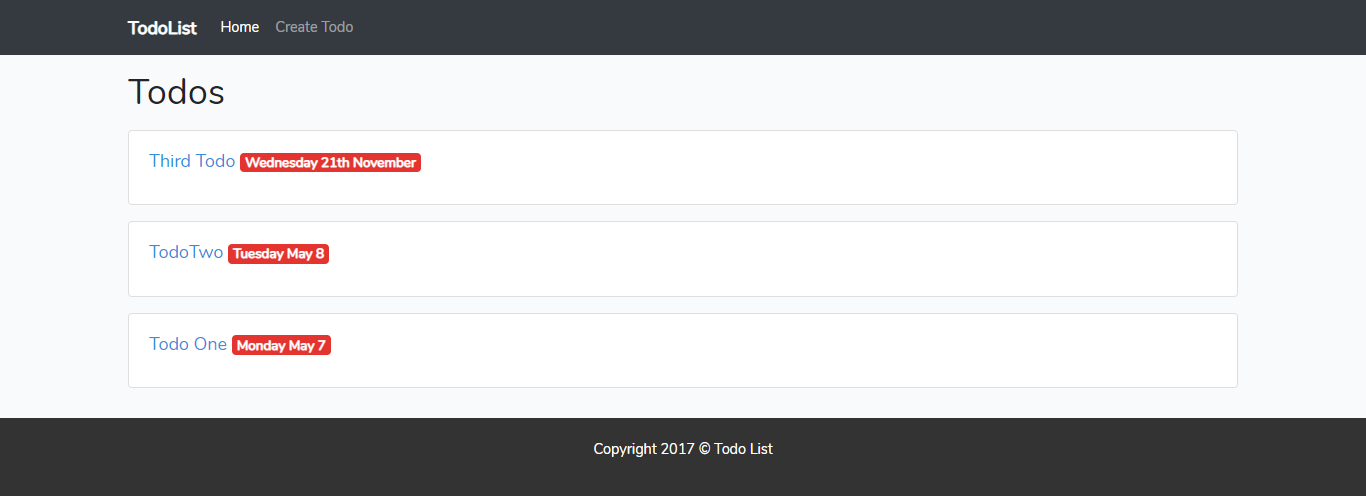 TodoList Home Create Todo
Todos
Third Todo Wednesday 21th November
TodoTwo Tuesday May 8
Todo One Monday May 7
Copyright 2017 © Todo List